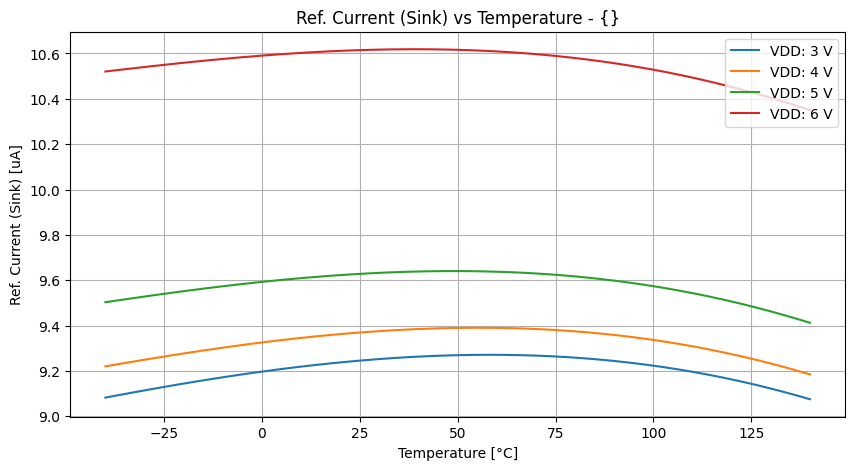 Ref. Current (Sink) vs Temperature - {}
Ref. Current (Sink) [uA]
10.6
10.4
10.2
10.0
9.8
9.6
9.4
9.2
9.0
VDD: 3 V
VDD: 4 V
VDD: 5 V
VDD: 6 V
−25
0
25
50
75
100
125
Temperature [°C]